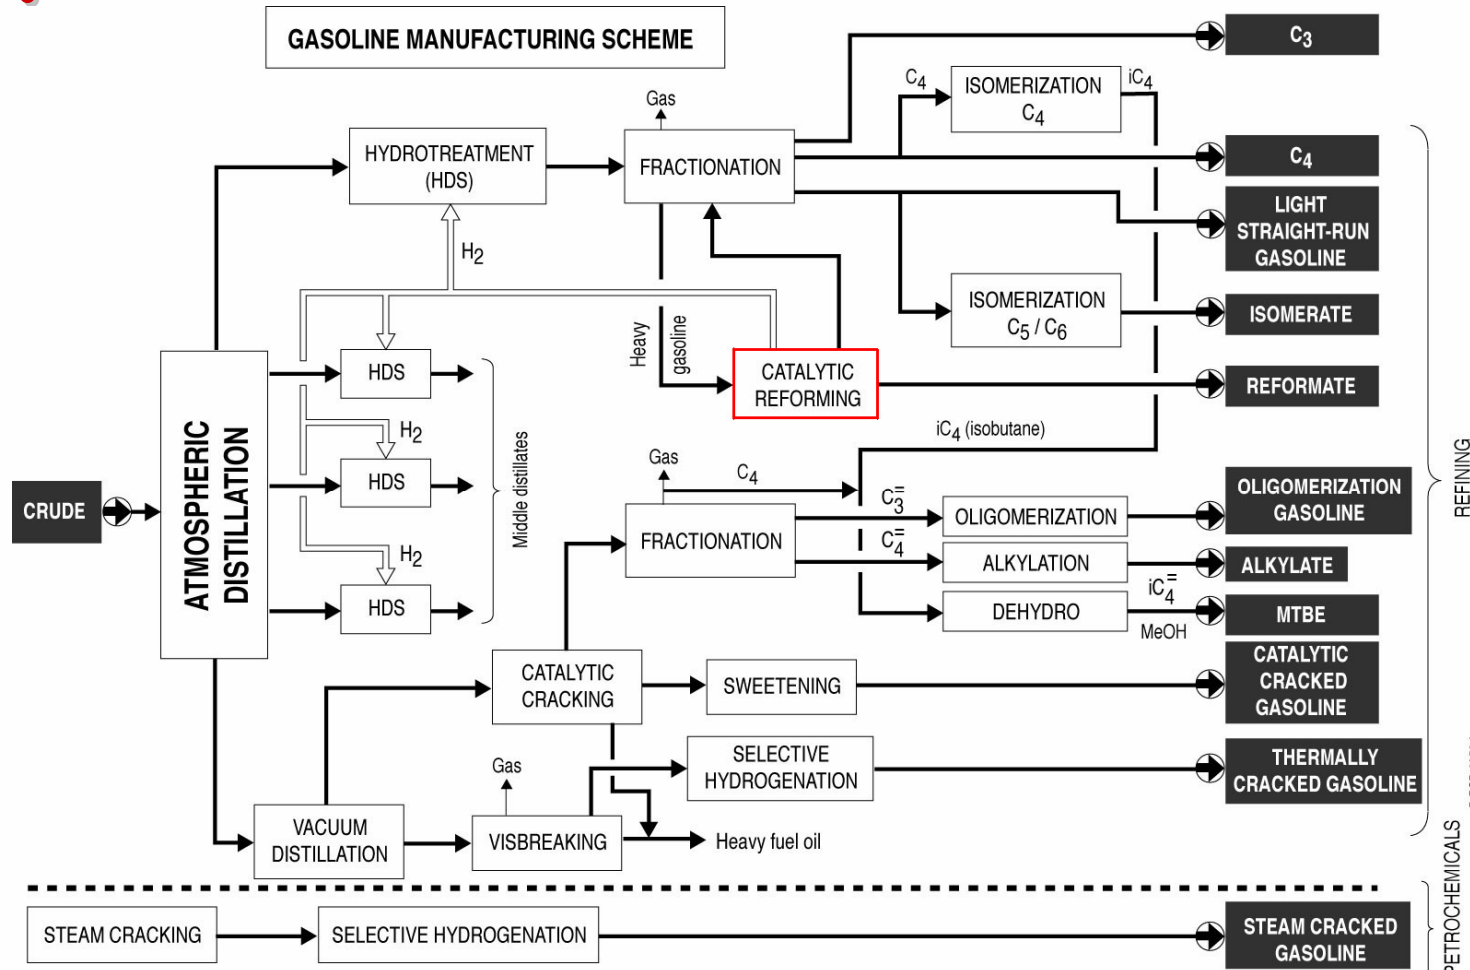 GASOLINE MANUFACTURING SCHEME
C3
C4
ISOMERIZATION
C4
iC4
Gas
HYDROTREATMENT
(HDS)
FRACTIONATION
C4
LIGHT
STRAIGHT-RUN
GASOLINE
H2
ISOMERIZATION
C5 / C6
ISOMERATE
Heavy
gasoline
HDS
CATALYTIC
REFORMING
REFORMATE
ATMOSPHERIC
DISTILLATION
H2
iC4 (isobutane)
Middle distillates
REFINING
Gas
C4
CRUDE
HDS
C3=
OLIGOMERIZATION
OLIGOMERIZATION
GASOLINE
FRACTIONATION
C4=
ALKYLATION
ALKYLATE
H2
HDS
DEHYDRO
iC4=
MeOH
MTBE
CATALYTIC
CRACKING
SWEETENING
CATALYTIC
CRACKED
GASOLINE
Gas
SELECTIVE
HYDROGENATION
THERMALLY
CRACKED GASOLINE
VACUUM
DISTILLATION
VISBREAKING
Heavy fuel oil
PETROCHEMICALS
STEAM CRACKING
SELECTIVE HYDROGENATION
STEAM CRACKED
GASOLINE